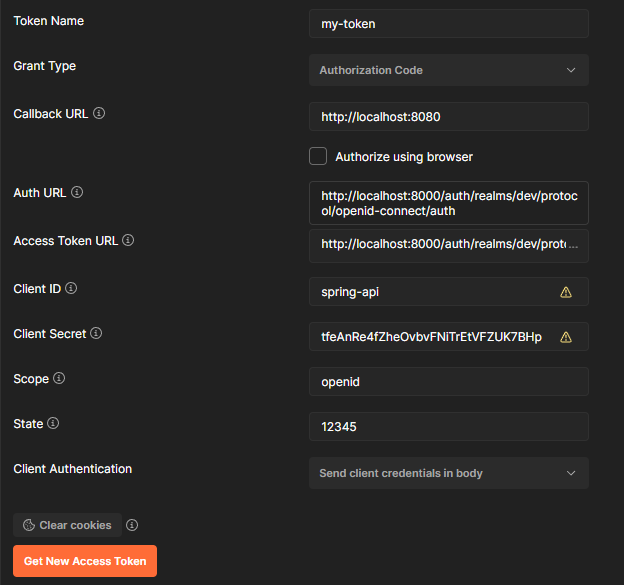 Token Name
my-token
Grant Type
Authorization Code
Callback URL
http://localhost:8080
Authorize using browser
Auth URL
http://localhost:8000/auth/realms/dev/protoc
ol/openid-connect/auth
Access Token URL
http://localhost:8000/auth/realms/dev/prot...
Client ID
spring-api
Client Secret
tfeAnRe4fZheOvbvFNiTrEtVFZUK7BHp
Scope
openid
State
12345
Client Authentication
Send client credentials in body
Clear cookies
Get New Access Token